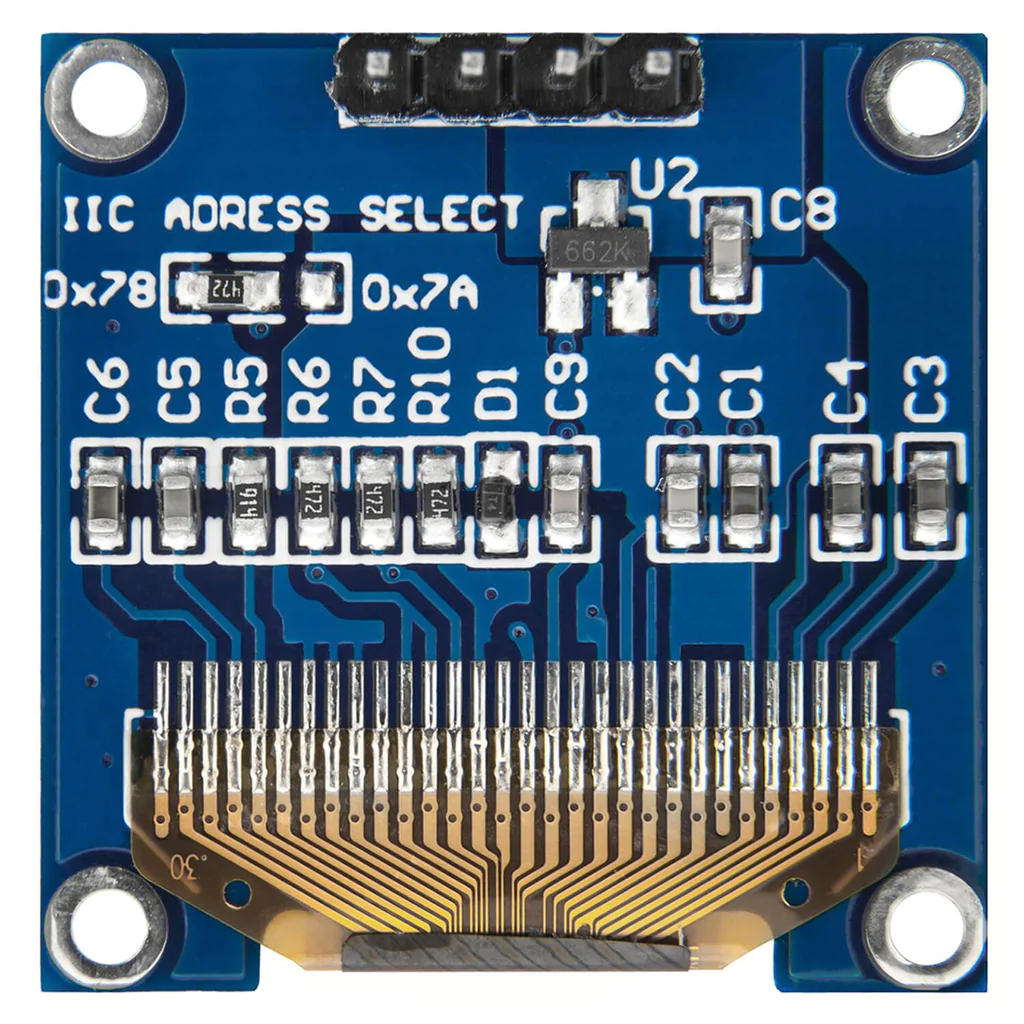 U2
IIC ADRESS SELECT
C8
662K
0x78
472
0x7A
C6 C5 R5 R6 R7 R10 D1 C9 C2 C1 C4 C3
914 472 472 472 T4
30 1